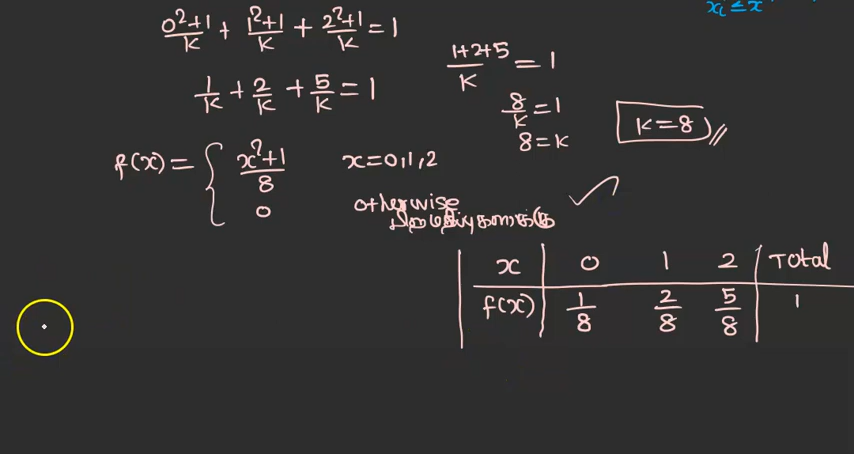 xᵢ ≤ x
0²+1/K + 1²+1/K + 2²+1/K = 1
1+2+5/K = 1
1/K + 2/K + 5/K = 1
8/K = 1
8 = K
K = 8
f(x) = { x²+1/8 x=0,1,2
0 otherwise
x 0 1 2 Total
f(x) 1/8 2/8 5/8 1